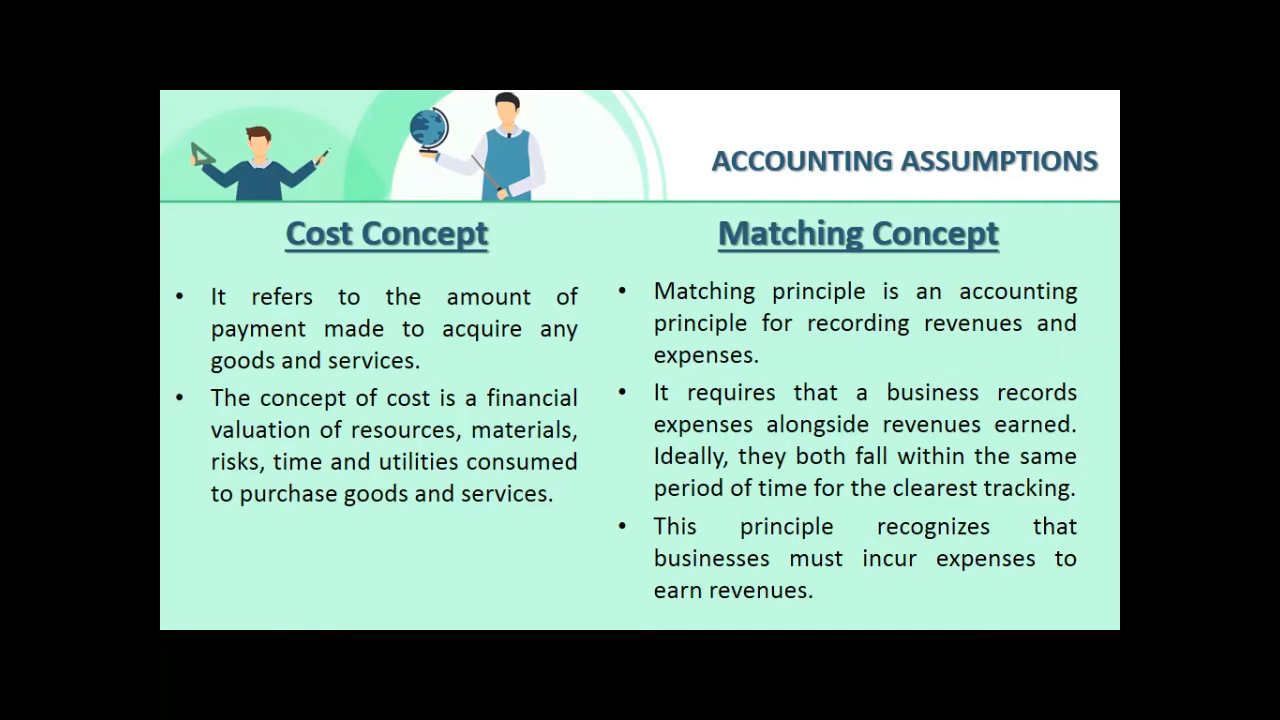 ACCOUNTING ASSUMPTIONS
Cost Concept
• It refers to the amount of
payment made to acquire any
goods and services.
• The concept of cost is a financial
valuation of resources, materials,
risks, time and utilities consumed
to purchase goods and services.
Matching Concept
• Matching principle is an accounting
principle for recording revenues and
expenses.
• It requires that a business records
expenses alongside revenues earned.
Ideally, they both fall within the same
period of time for the clearest tracking.
• This principle recognizes that
businesses must incur expenses to
earn revenues.